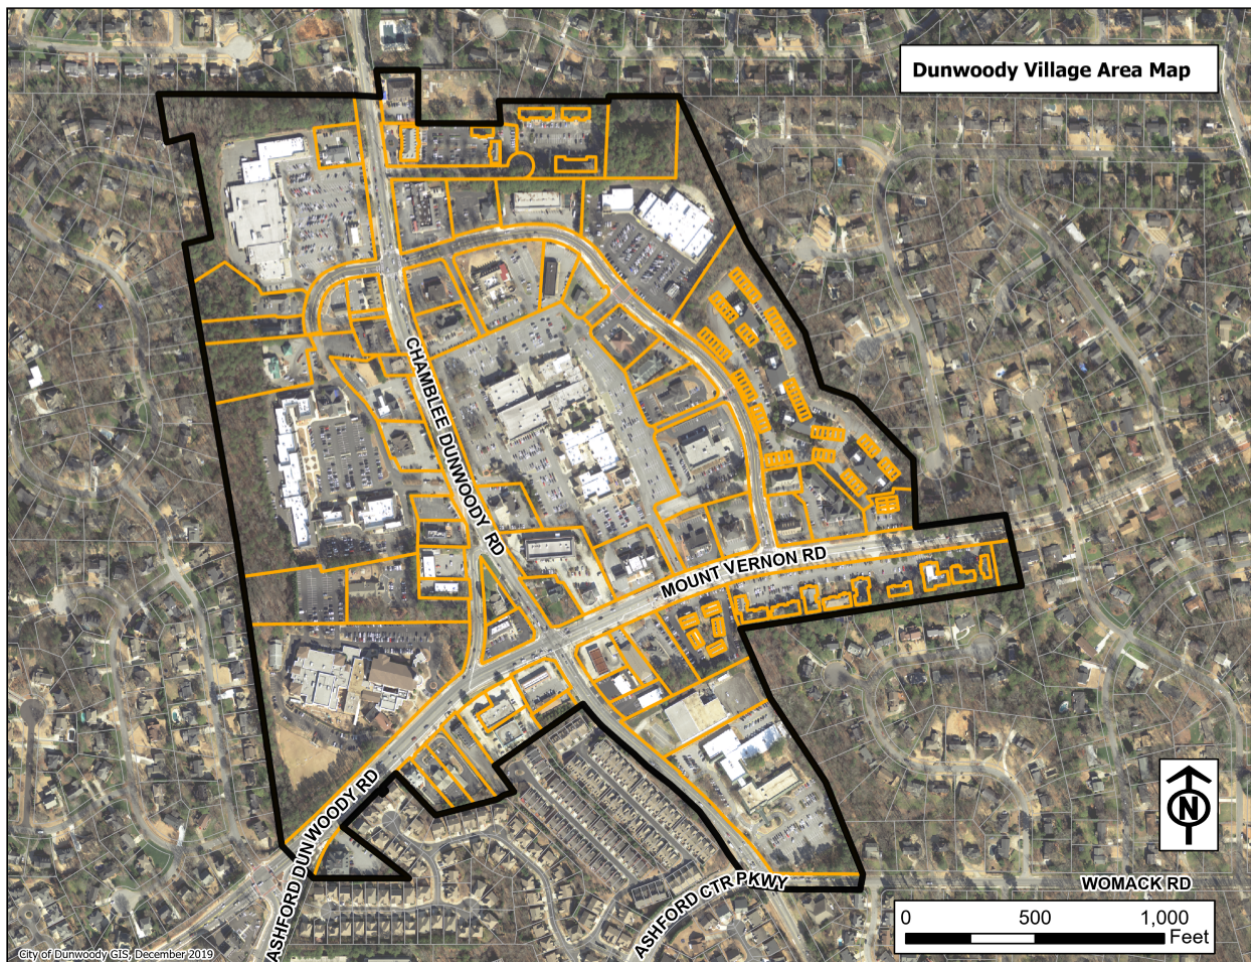 Dunwoody Village Area Map
CHAMBLEE DUNWOODY RD
MOUNT VERNON RD
ASHFORD DUNWOODY RD
ASHFORD CTR PKWY
WOMACK RD
N
0 500 1,000
Feet
City of Dunwoody GIS, December 2019